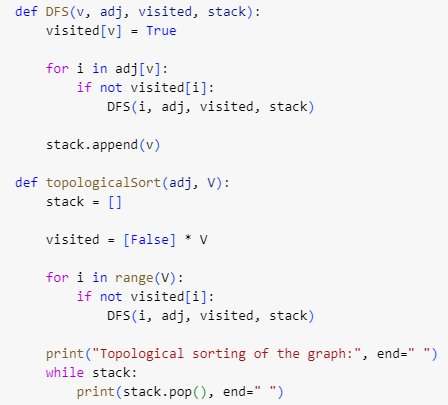 def DFS(v, adj, visited, stack):
    visited[v] = True

    for i in adj[v]:
        if not visited[i]:
            DFS(i, adj, visited, stack)

    stack.append(v)

def topologicalSort(adj, V):
    stack = []

    visited = [False] * V

    for i in range(V):
        if not visited[i]:
            DFS(i, adj, visited, stack)

    print("Topological sorting of the graph:", end=" ")
    while stack:
        print(stack.pop(), end=" ")